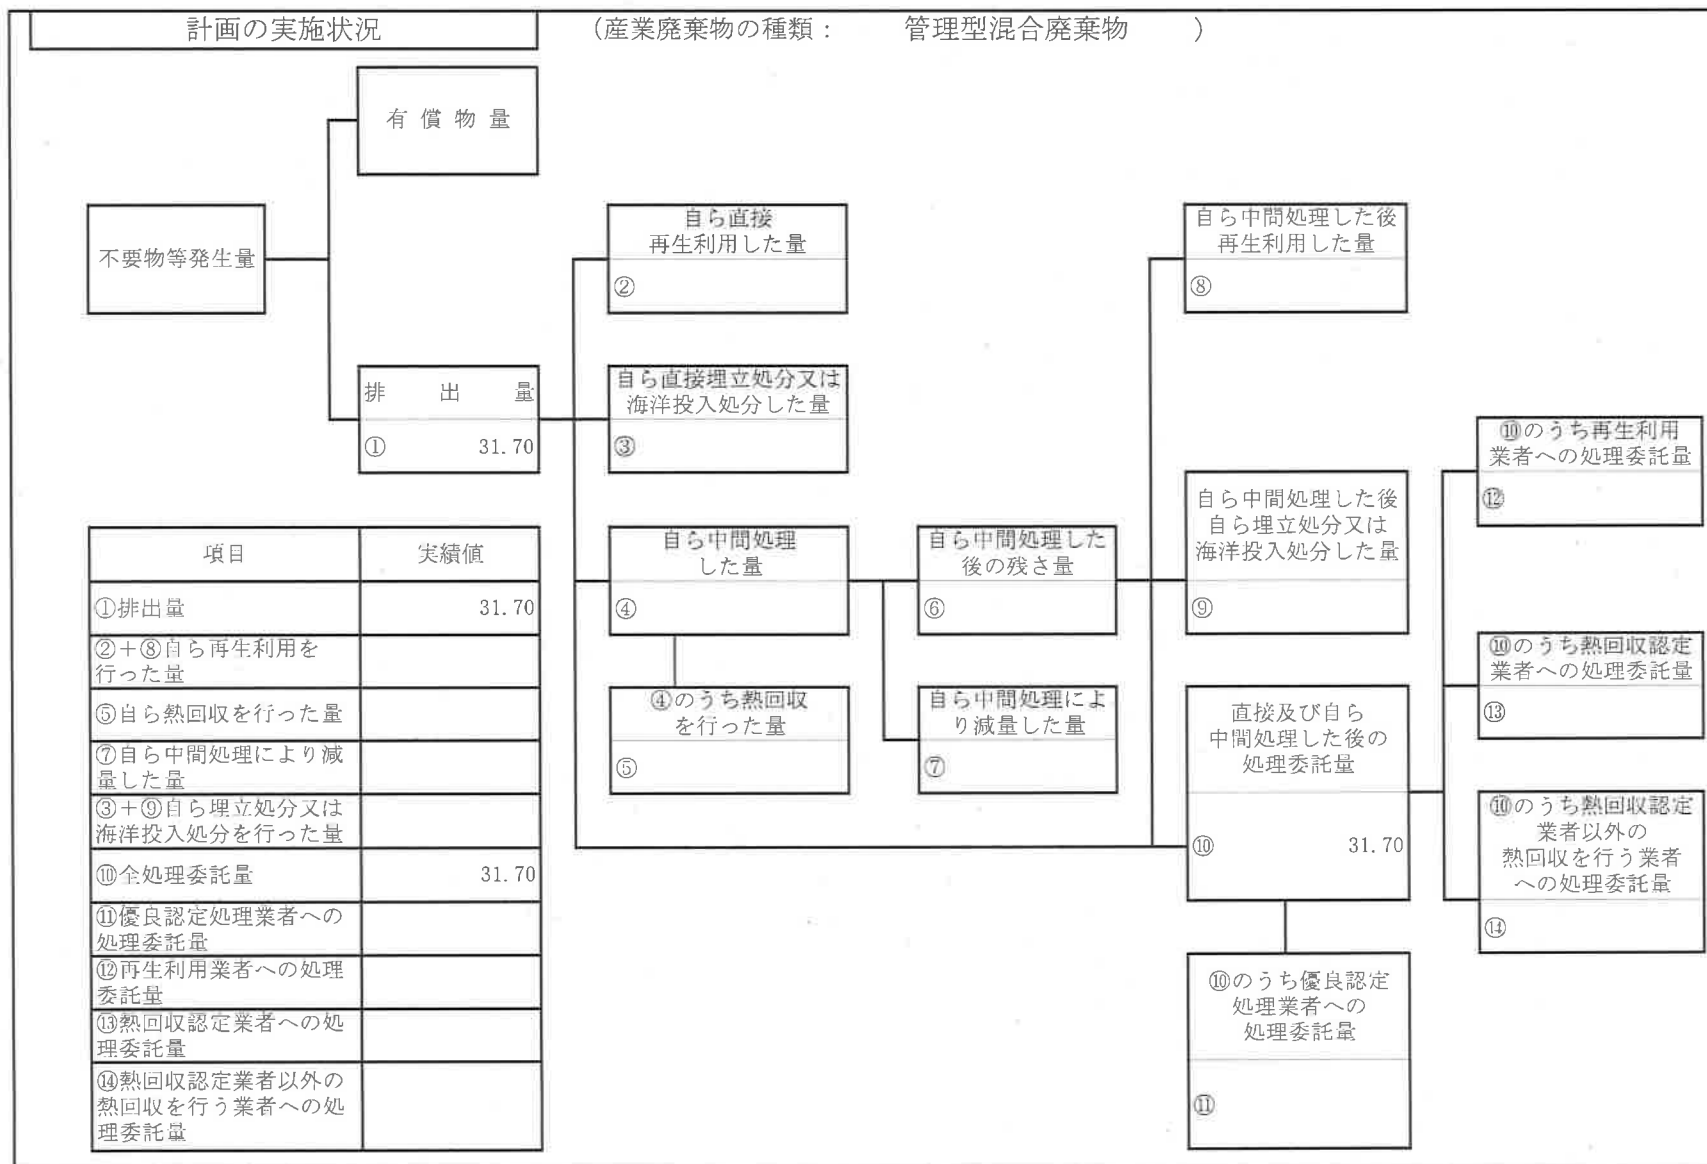 計画の実施状況
（産業廃棄物の種類： 管理型混合廃棄物 ）
有償物量
不要物等発生量
排出量
① 31.70
自ら直接
再生利用した量
②
自ら直接埋立処分又は
海洋投入処分した量
③
自ら中間処理
した量
④
④のうち熱回収
を行った量
⑤
自ら中間処理した
後の残さ量
⑥
自ら中間処理によ
り減量した量
⑦
自ら中間処理した後
再生利用した量
⑧
自ら中間処理した後
自ら埋立処分又は
海洋投入処分した量
⑨
直接及び自ら
中間処理した後の
処理委託量
⑩ 31.70
⑩のうち優良認定
処理業者への
処理委託量
⑪
⑩のうち再生利用
業者への処理委託量
⑫
⑩のうち熱回収認定
業者への処理委託量
⑬
⑩のうち熱回収認定
業者以外の
熱回収を行う業者
への処理委託量
⑭
項目 実績値
①排出量 31.70
②＋⑧自ら再生利用を
行った量
⑤自ら熱回収を行った量
⑦自ら中間処理により減
量した量
③＋⑨自ら埋立処分又は
海洋投入処分を行った量
⑩全処理委託量 31.70
⑪優良認定処理業者への
処理委託量
⑫再生利用業者への処理
委託量
⑬熱回収認定業者への処
理委託量
⑭熱回収認定業者以外の
熱回収を行う業者への処
理委託量